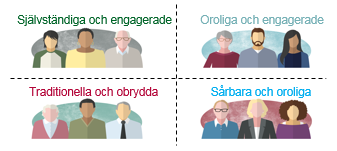 Självständiga och engagerade
Oroliga och engagerade
Traditionella och obrydda
Sårbara och oroliga